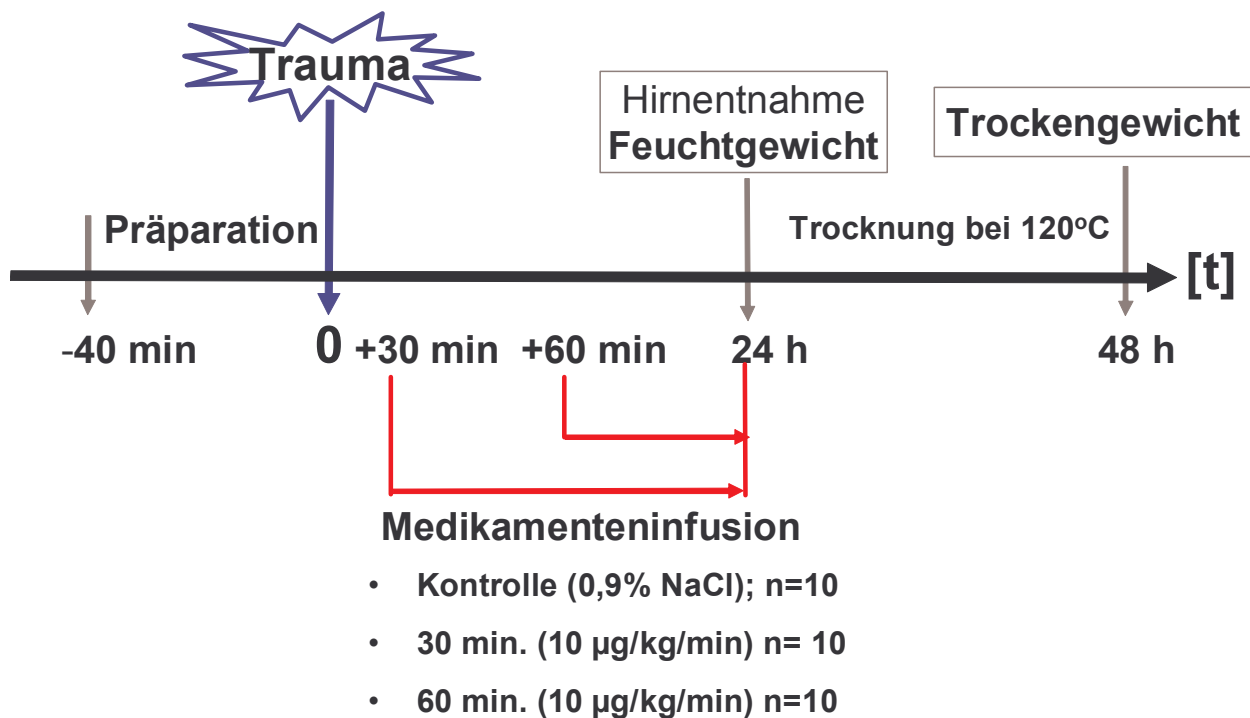 Trauma
Hirnentnahme
Feuchtgewicht
Trockengewicht
Präparation
Trocknung bei 120°C
[t]
-40 min
0
+30 min
+60 min
24 h
48 h
Medikamenteninfusion
• Kontrolle (0,9% NaCl); n=10
• 30 min. (10 µg/kg/min) n= 10
• 60 min. (10 µg/kg/min) n=10